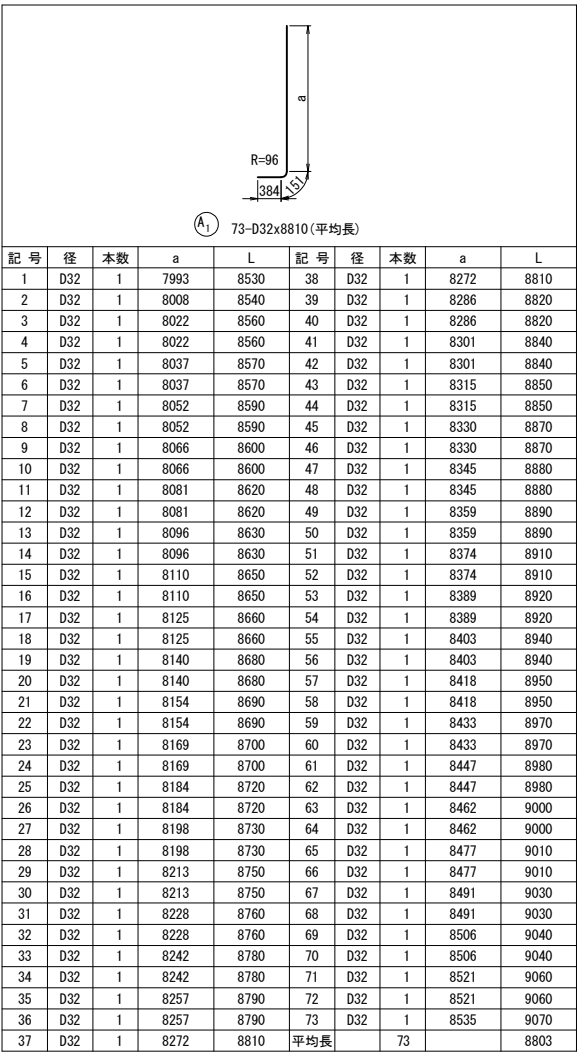 a
R=96
384
151
A1 73-D32x8810(平均長)
記 号 径 本数 a L 記 号 径 本数 a L
1 D32 1 7993 8530 38 D32 1 8272 8810
2 D32 1 8008 8540 39 D32 1 8286 8820
3 D32 1 8022 8560 40 D32 1 8286 8820
4 D32 1 8022 8560 41 D32 1 8301 8840
5 D32 1 8037 8570 42 D32 1 8301 8840
6 D32 1 8037 8570 43 D32 1 8315 8850
7 D32 1 8052 8590 44 D32 1 8315 8850
8 D32 1 8052 8590 45 D32 1 8330 8870
9 D32 1 8066 8600 46 D32 1 8330 8870
10 D32 1 8066 8600 47 D32 1 8345 8880
11 D32 1 8081 8620 48 D32 1 8345 8880
12 D32 1 8081 8620 49 D32 1 8359 8890
13 D32 1 8096 8630 50 D32 1 8359 8890
14 D32 1 8096 8630 51 D32 1 8374 8910
15 D32 1 8110 8650 52 D32 1 8374 8910
16 D32 1 8110 8650 53 D32 1 8389 8920
17 D32 1 8125 8660 54 D32 1 8389 8920
18 D32 1 8125 8660 55 D32 1 8403 8940
19 D32 1 8140 8680 56 D32 1 8403 8940
20 D32 1 8140 8680 57 D32 1 8418 8950
21 D32 1 8154 8690 58 D32 1 8418 8950
22 D32 1 8154 8690 59 D32 1 8433 8970
23 D32 1 8169 8700 60 D32 1 8433 8970
24 D32 1 8169 8700 61 D32 1 8447 8980
25 D32 1 8184 8720 62 D32 1 8447 8980
26 D32 1 8184 8720 63 D32 1 8462 9000
27 D32 1 8198 8730 64 D32 1 8462 9000
28 D32 1 8198 8730 65 D32 1 8477 9010
29 D32 1 8213 8750 66 D32 1 8477 9010
30 D32 1 8213 8750 67 D32 1 8491 9030
31 D32 1 8228 8760 68 D32 1 8491 9030
32 D32 1 8228 8760 69 D32 1 8506 9040
33 D32 1 8242 8780 70 D32 1 8506 9040
34 D32 1 8242 8780 71 D32 1 8521 9060
35 D32 1 8257 8790 72 D32 1 8521 9060
36 D32 1 8257 8790 73 D32 1 8535 9070
37 D32 1 8272 8810 平均長 73 8803